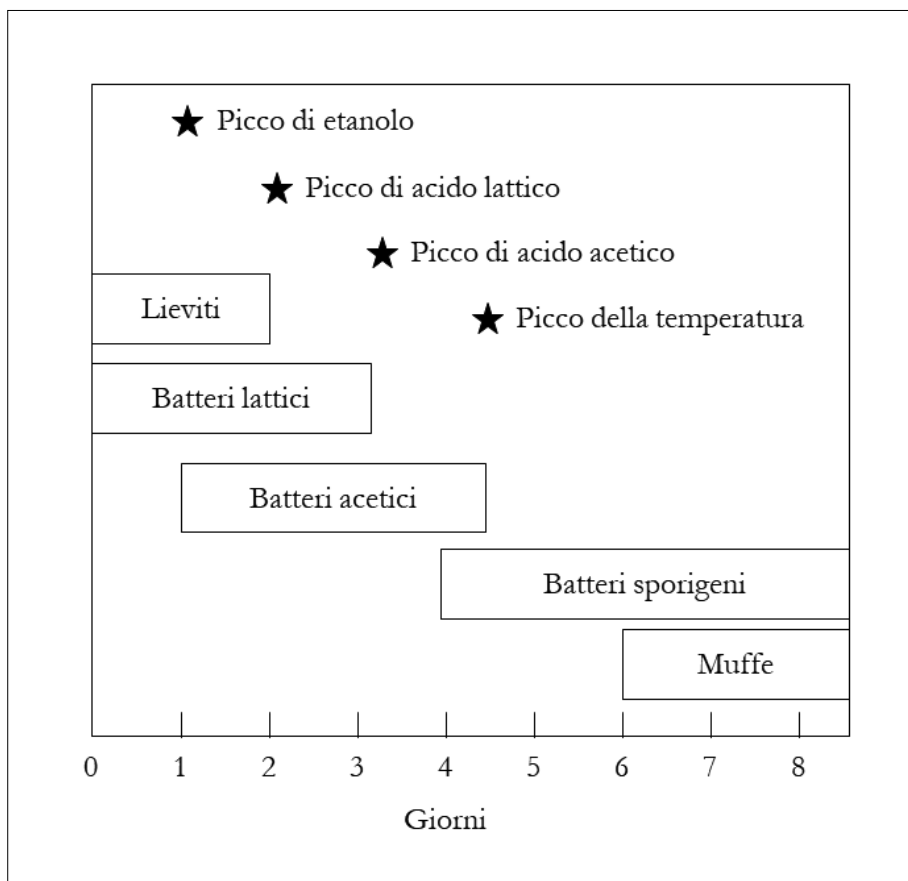 Picco di etanolo
Picco di acido lattico
Picco di acido acetico
Lieviti
Picco della temperatura
Batteri lattici
Batteri acetici
Batteri sporigeni
Muffe
0 1 2 3 4 5 6 7 8
Giorni